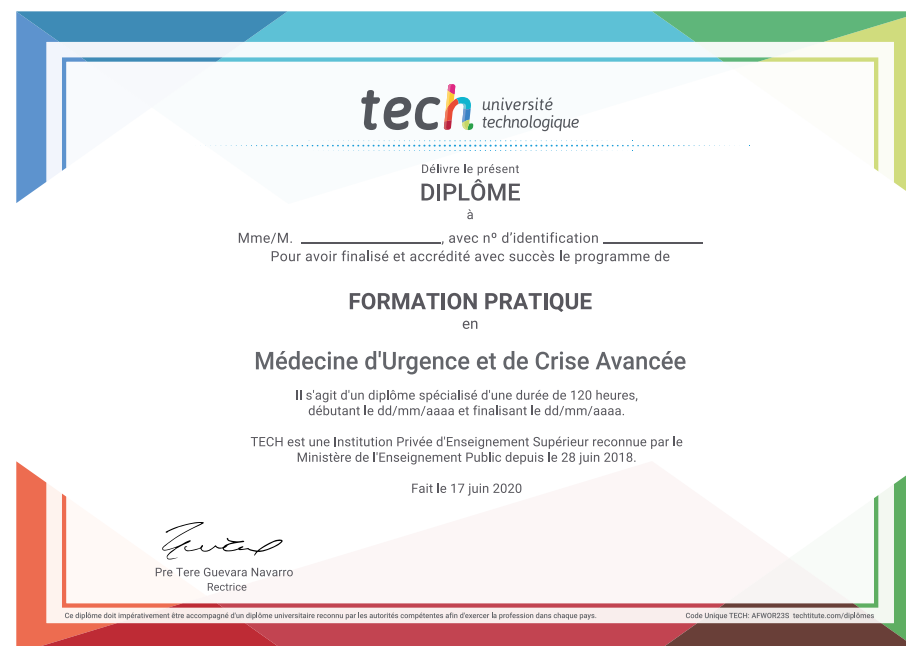 tech université
technologique
Délivre le présent
DIPLÔME
à
Mme/M. ____________________, avec nº d'identification ______________
Pour avoir finalisé et accrédité avec succès le programme de
FORMATION PRATIQUE
en
Médecine d'Urgence et de Crise Avancée
Il s'agit d'un diplôme spécialisé d'une durée de 120 heures,
débutant le dd/mm/aaaa et finalisant le dd/mm/aaaa.
TECH est une Institution Privée d'Enseignement Supérieur reconnue par le
Ministère de l'Enseignement Public depuis le 28 juin 2018.
Fait le 17 juin 2020
Pre Tere Guevara Navarro
Rectrice
Ce diplôme doit impérativement être accompagné d'un diplôme universitaire reconnu par les autorités compétentes afin d'exercer la profession dans chaque pays.
Code Unique TECH: AFWOR23S techtitute.com/diplômes